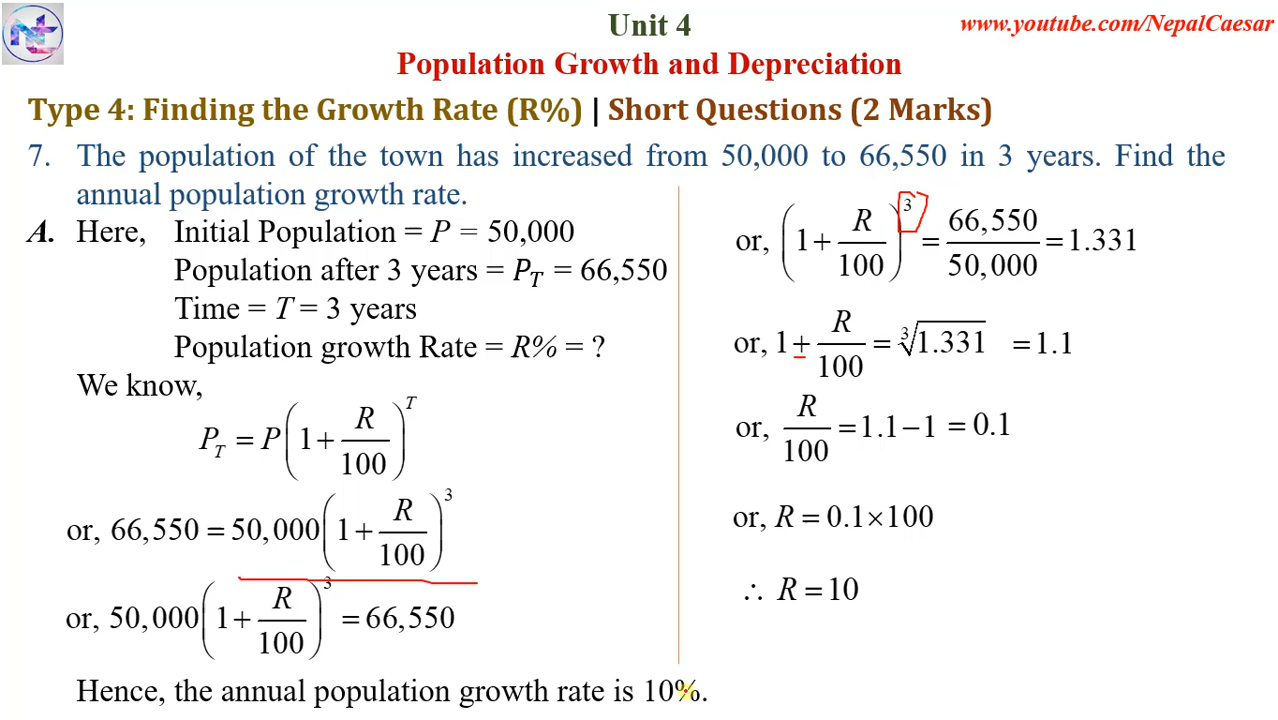 Unit 4
www.youtube.com/NepalCaesar
Population Growth and Depreciation
Type 4: Finding the Growth Rate (R%) | Short Questions (2 Marks)
7. The population of the town has increased from 50,000 to 66,550 in 3 years. Find the
annual population growth rate.
A. Here, Initial Population = P = 50,000
Population after 3 years = P_T = 66,550
Time = T = 3 years
Population growth Rate = R% = ?
We know,
P_T = P(1 + R/100)^T
or, 66,550 = 50,000(1 + R/100)^3
or, 50,000(1 + R/100)^3 = 66,550
or, (1 + R/100)^3 = 66,550/50,000 = 1.331
or, 1 + R/100 = ∛1.331 = 1.1
or, R/100 = 1.1 − 1 = 0.1
or, R = 0.1 × 100
∴ R = 10
Hence, the annual population growth rate is 10%.